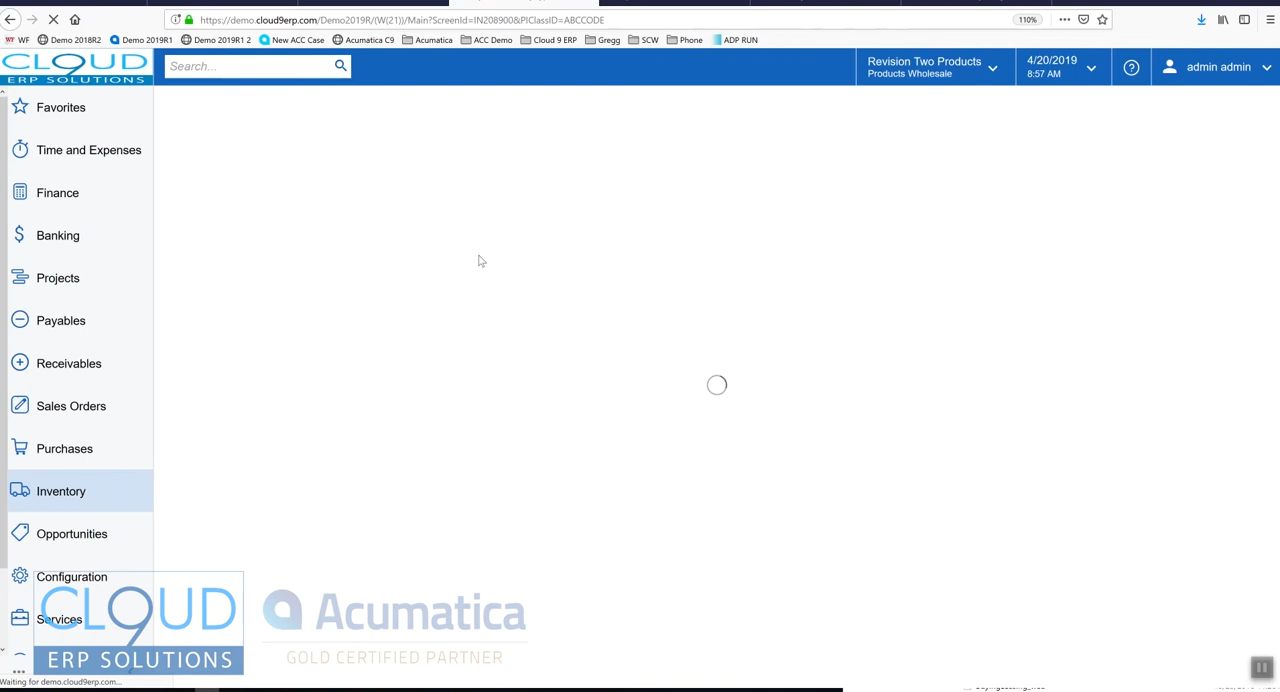 https://demo.cloud9erp.com/Demo2019R/(W(21))/Main?ScreenId=IN208900&PIClassID=ABCCODE
110%
WF Demo 2018R2 Demo 2019R1 Demo 2019R1 2 New ACC Case Acumatica C9 Acumatica ACC Demo Cloud 9 ERP Gregg SCW Phone ADP RUN
CLOUD
ERP SOLUTIONS
Search...
Revision Two Products
Products Wholesale
4/20/2019
8:57 AM
admin admin
Favorites
Time and Expenses
Finance
Banking
Projects
Payables
Receivables
Sales Orders
Purchases
Inventory
Opportunities
Configuration
Services
CLOUD
9
ERP SOLUTIONS
Acumatica
GOLD CERTIFIED PARTNER
Waiting for demo.cloud9erp.com...